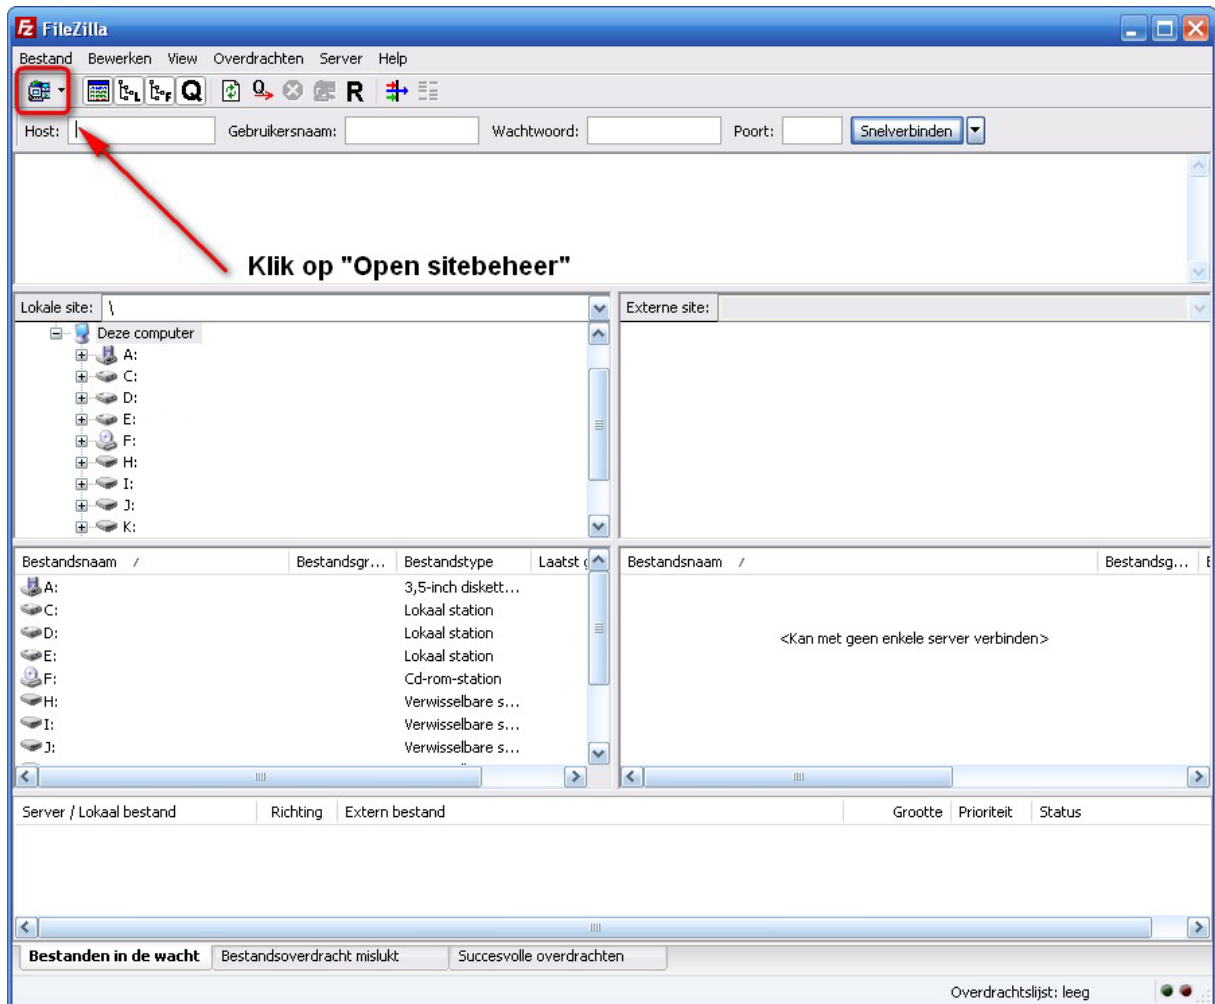 FileZilla
Bestand Bewerken View Overdrachten Server Help
L F Q Q R
Host: Gebruikersnaam: Wachtwoord: Poort: Snelverbinden
Klik op "Open sitebeheer"
Lokale site: \ Externe site:
Deze computer
A:
C:
D:
E:
F:
H:
I:
J:
K:
Bestandsnaam / Bestandsgr... Bestandstype Laatst Bestandsnaam / Bestandsg...
A: 3,5-inch diskett...
C: Lokaal station
D: Lokaal station
<Kan met geen enkele server verbinden>
E: Lokaal station
F: Cd-rom-station
H: Verwisselbare s...
I: Verwisselbare s...
J: Verwisselbare s...
Server / Lokaal bestand Richting Extern bestand Grootte Prioriteit Status
Bestanden in de wacht Bestandsoverdracht mislukt Succesvolle overdrachten
Overdrachtslijst: leeg